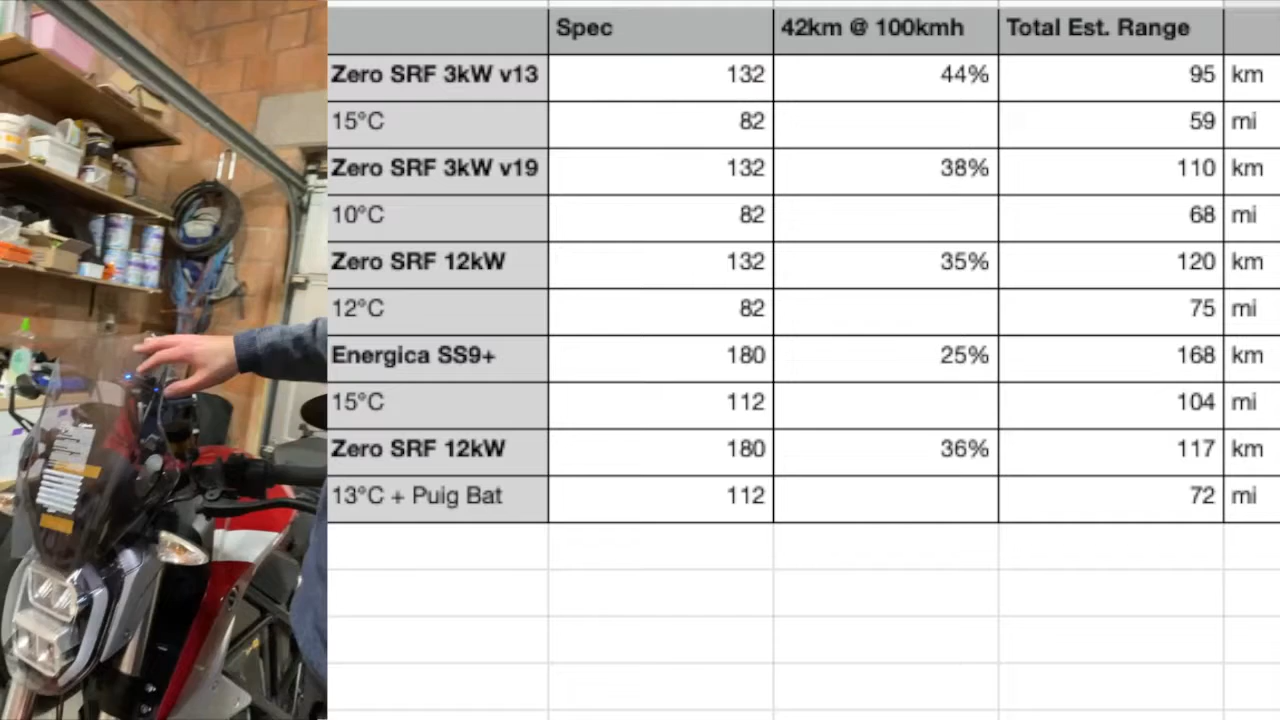 Spec 42km @ 100kmh Total Est. Range
Zero SRF 3kW v13 132 44% 95 km
15°C 82 59 mi
Zero SRF 3kW v19 132 38% 110 km
10°C 82 68 mi
Zero SRF 12kW 132 35% 120 km
12°C 82 75 mi
Energica SS9+ 180 25% 168 km
15°C 112 104 mi
Zero SRF 12kW 180 36% 117 km
13°C + Puig Bat 112 72 mi